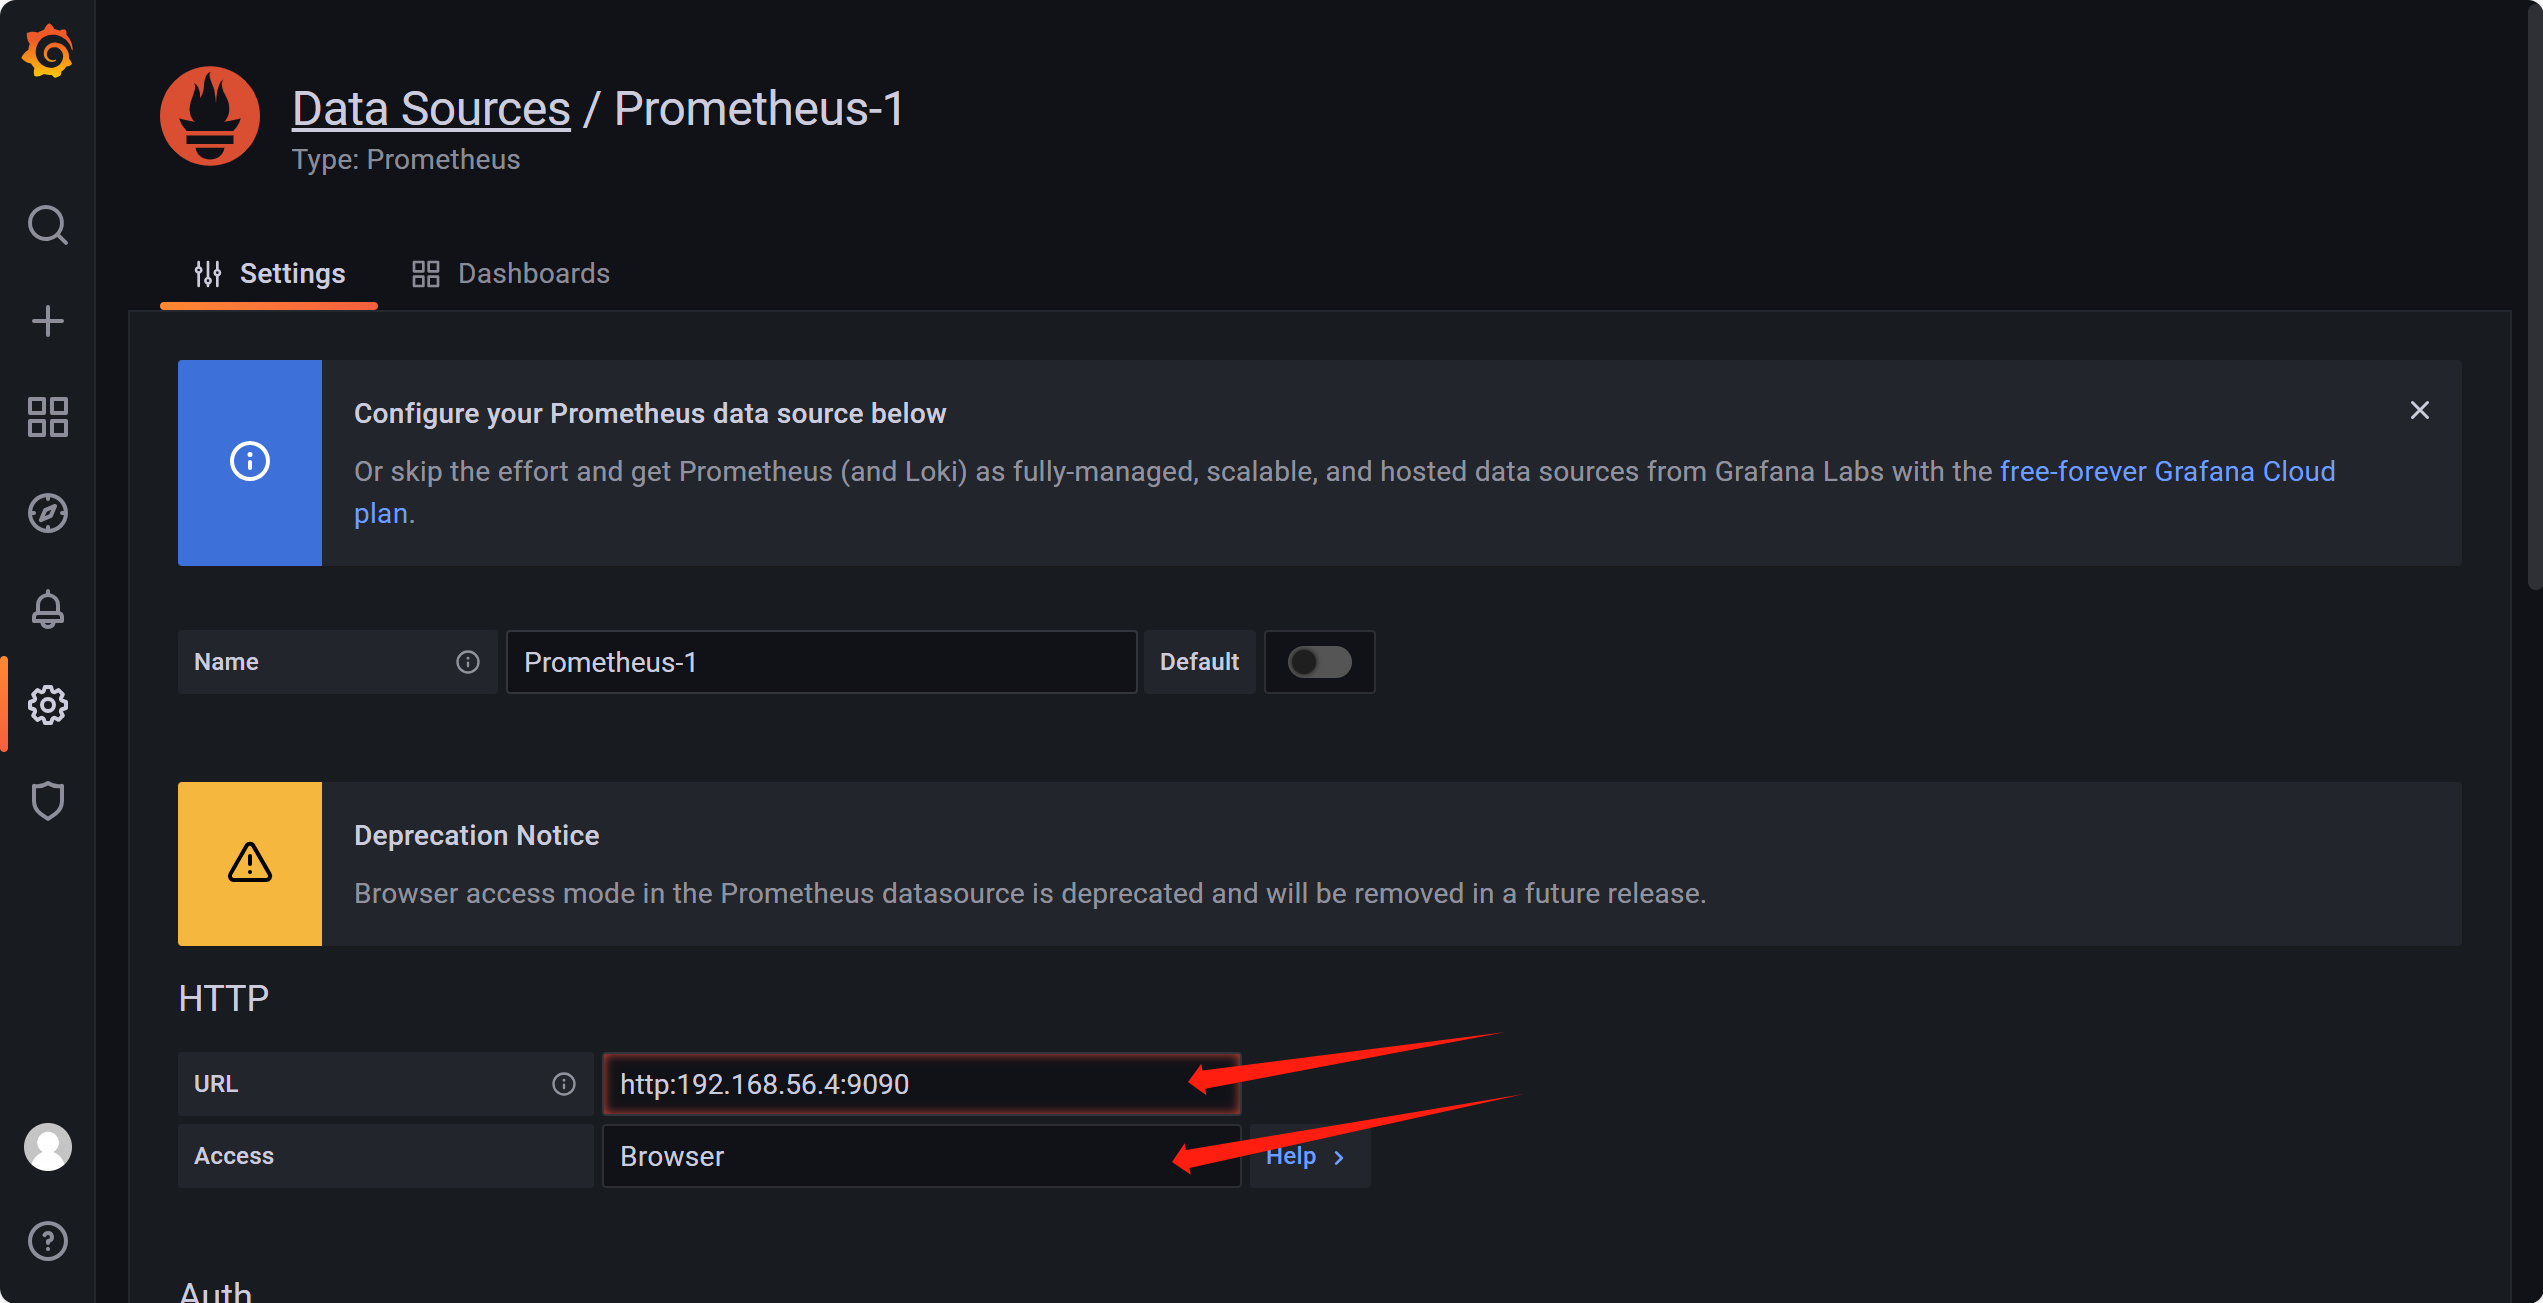 Data Sources / Prometheus-1
Type: Prometheus
Settings
Dashboards
Configure your Prometheus data source below
Or skip the effort and get Prometheus (and Loki) as fully-managed, scalable, and hosted data sources from Grafana Labs with the free-forever Grafana Cloud
plan.
Name
Prometheus-1
Default
Deprecation Notice
Browser access mode in the Prometheus datasource is deprecated and will be removed in a future release.
HTTP
URL
http:192.168.56.4:9090
Access
Browser
Help
Auth